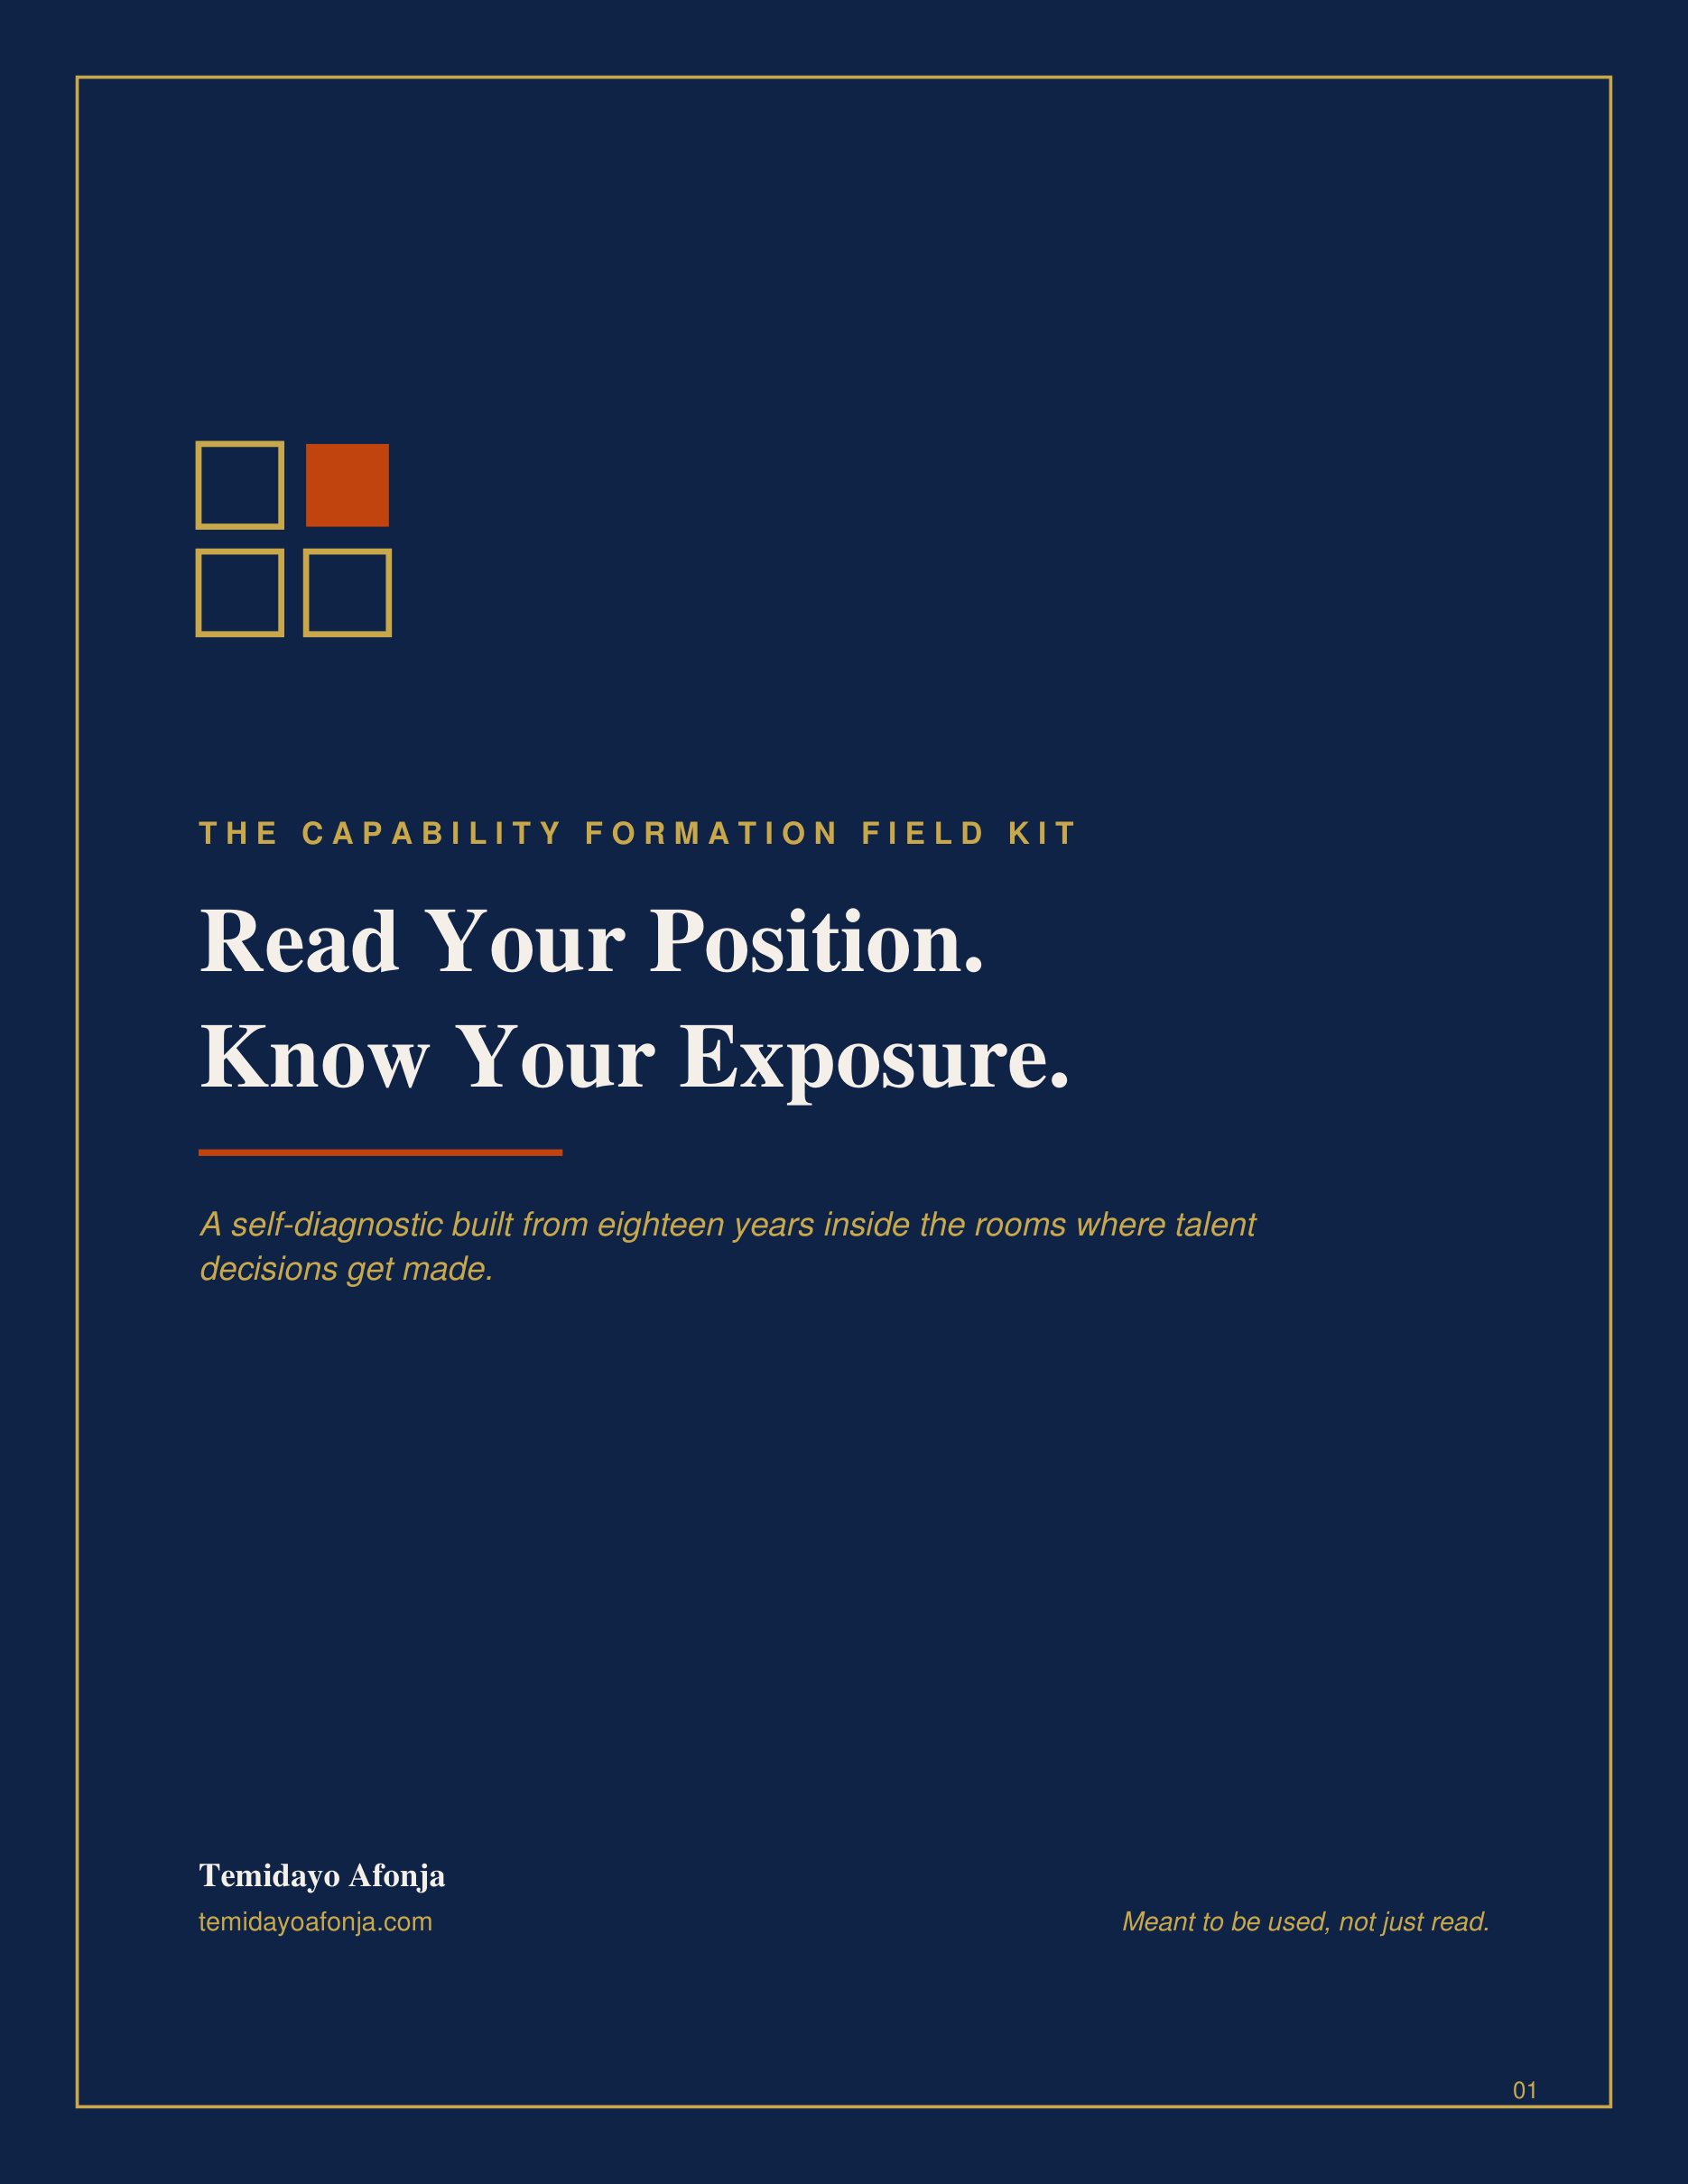 THE CAPABILITY FORMATION FIELD KIT
Read Your Position.
Know Your Exposure.
A self-diagnostic built from eighteen years inside the rooms where talent
decisions get made.
Temidayo Afonja
temidayoafonja.com
Meant to be used, not just read.
01